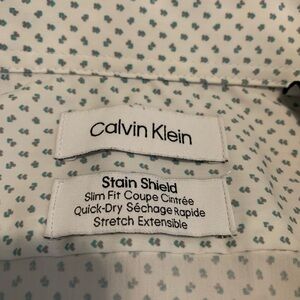 Calvin Klein
Stain Shield
Slim Fit Coupe Cintrée
Quick-Dry Séchage Rapide
Stretch Extensible